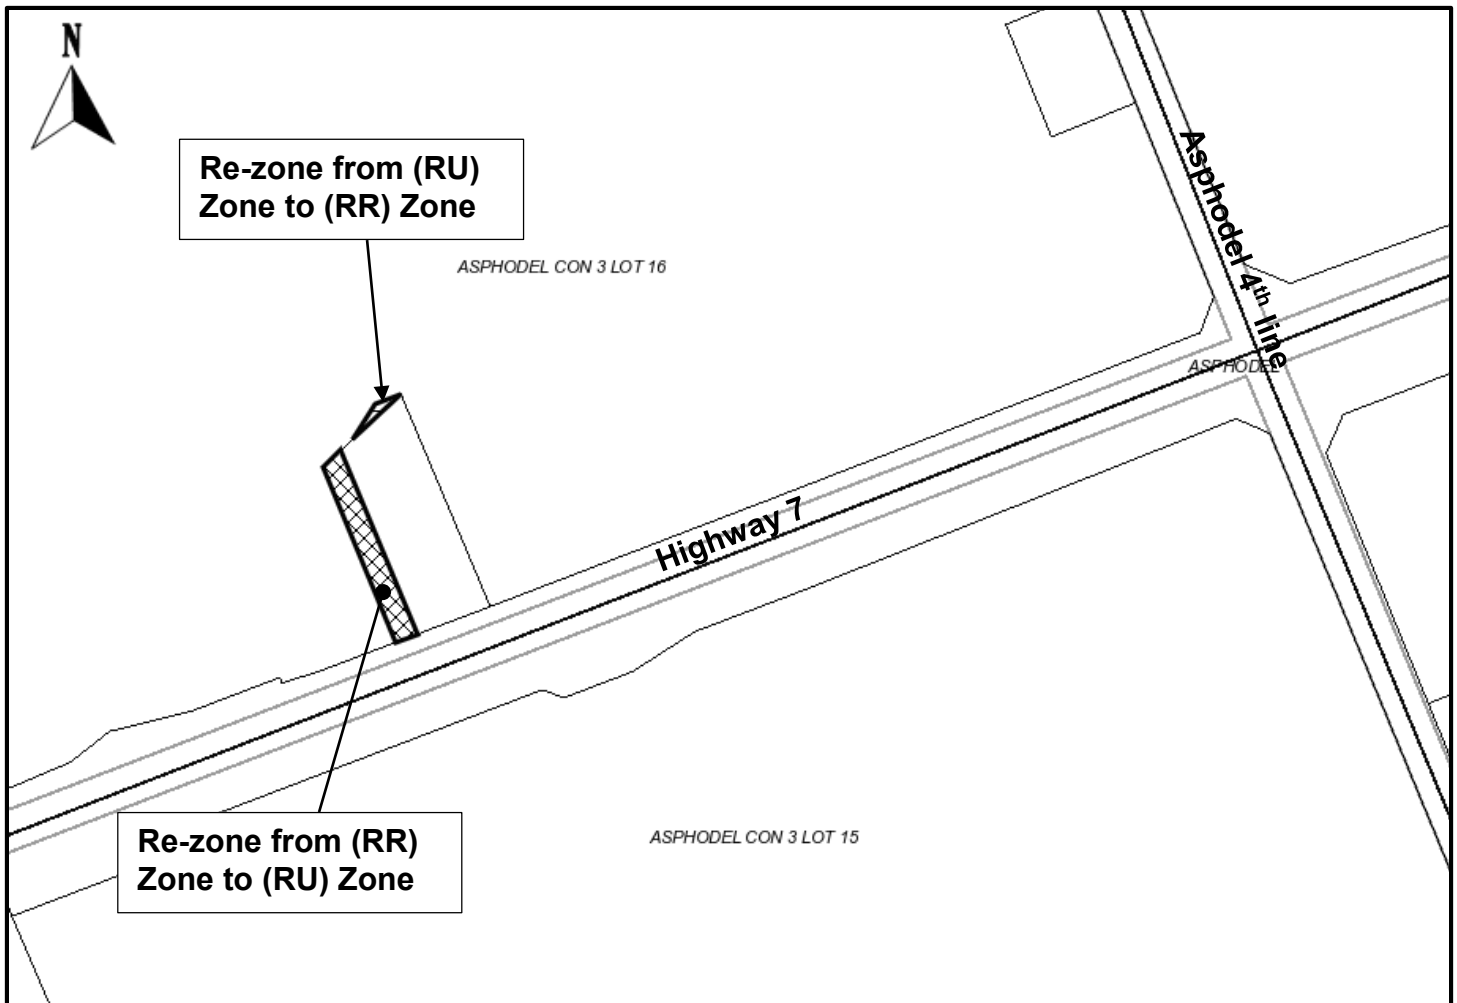 N
Re-zone from (RU)
Zone to (RR) Zone
ASPHODEL CON 3 LOT 16
Asphodel 4th line
ASPHODEL
Highway 7
Re-zone from (RR)
Zone to (RU) Zone
ASPHODEL CON 3 LOT 15